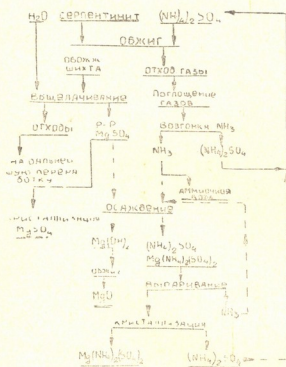 H₂O серпентинит (NH₄)₂SO₄
ОБЖИГ
ОБОЖЖ ШИХТА
ОТХОД ГАЗЫ
ВЫЩЕЛАЧИВАНИЕ
ПОГЛОЩЕНИЕ ГАЗОВ
ОТХОДЫ
Р-Р MgSO₄
ВОЗГОНКА NH₃
NH₃ (NH₄)₂SO₄
АММИАЧНАЯ ВОДА
MgSO₄
ОСАЖДЕНИЕ
Mg(OH)₂
(NH₄)₂SO₄
Mg(NH₄)₂(SO₄)₂
ОБЖИГ
ВЫПАРИВАНИЕ
MgO
NH₃
КРИСТАЛЛИЗАЦИЯ
Mg(NH₄)₂(SO₄)₂ (NH₄)₂SO₄